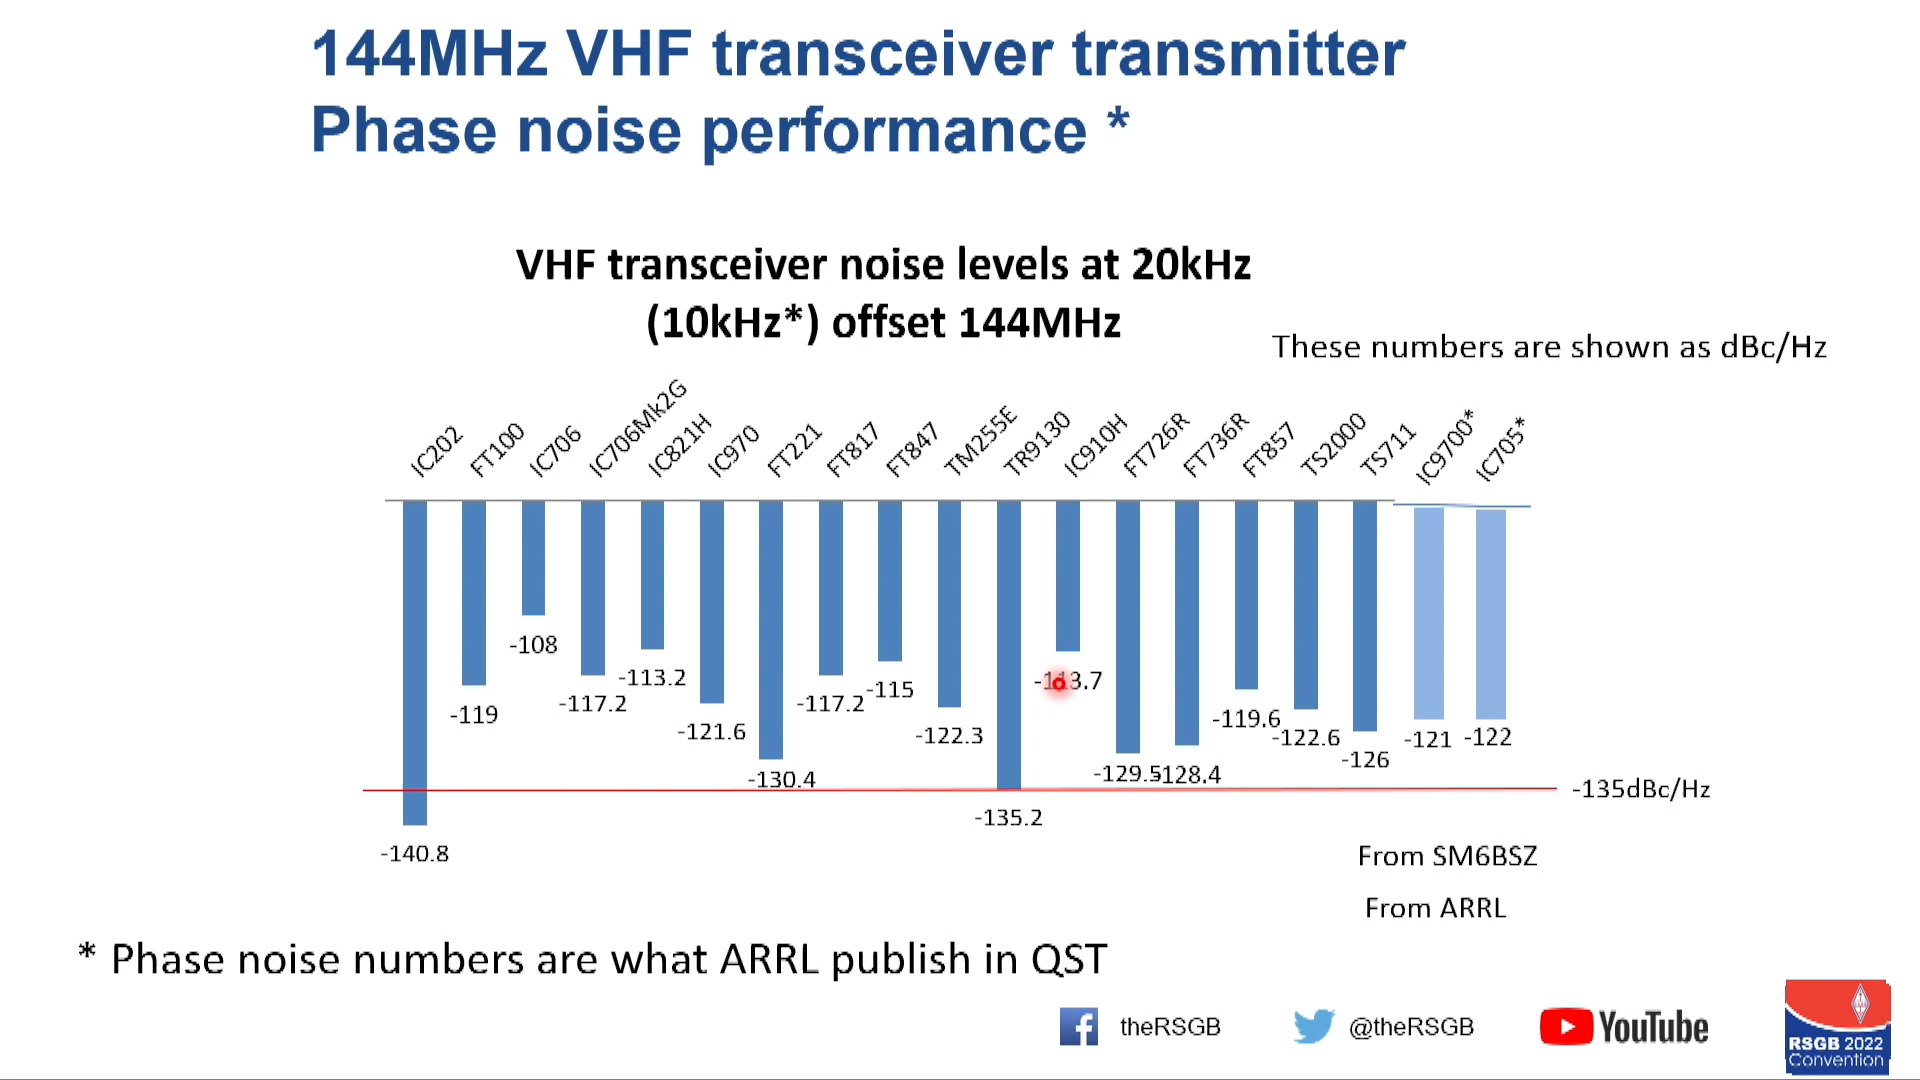 144MHz VHF transceiver transmitter
Phase noise performance *
VHF transceiver noise levels at 20kHz
(10kHz*) offset 144MHz
These numbers are shown as dBc/Hz
IC202
FT100
IC706
IC706Mk2G
IC821H
IC970
FT221
FT817
FT847
TM255E
TR9130
IC910H
FT726R
FT736R
FT857
TS2000
TS711
IC9700*
IC705*
-140.8
-119
-108
-117.2
-113.2
-121.6
-130.4
-117.2
-115
-122.3
-135.2
-113.7
-129.5
-128.4
-119.6
-122.6
-126
-121
-122
-135dBc/Hz
From SM6BSZ
From ARRL
* Phase noise numbers are what ARRL publish in QST
theRSGB
@theRSGB
YouTube
RSGB 2022
Convention